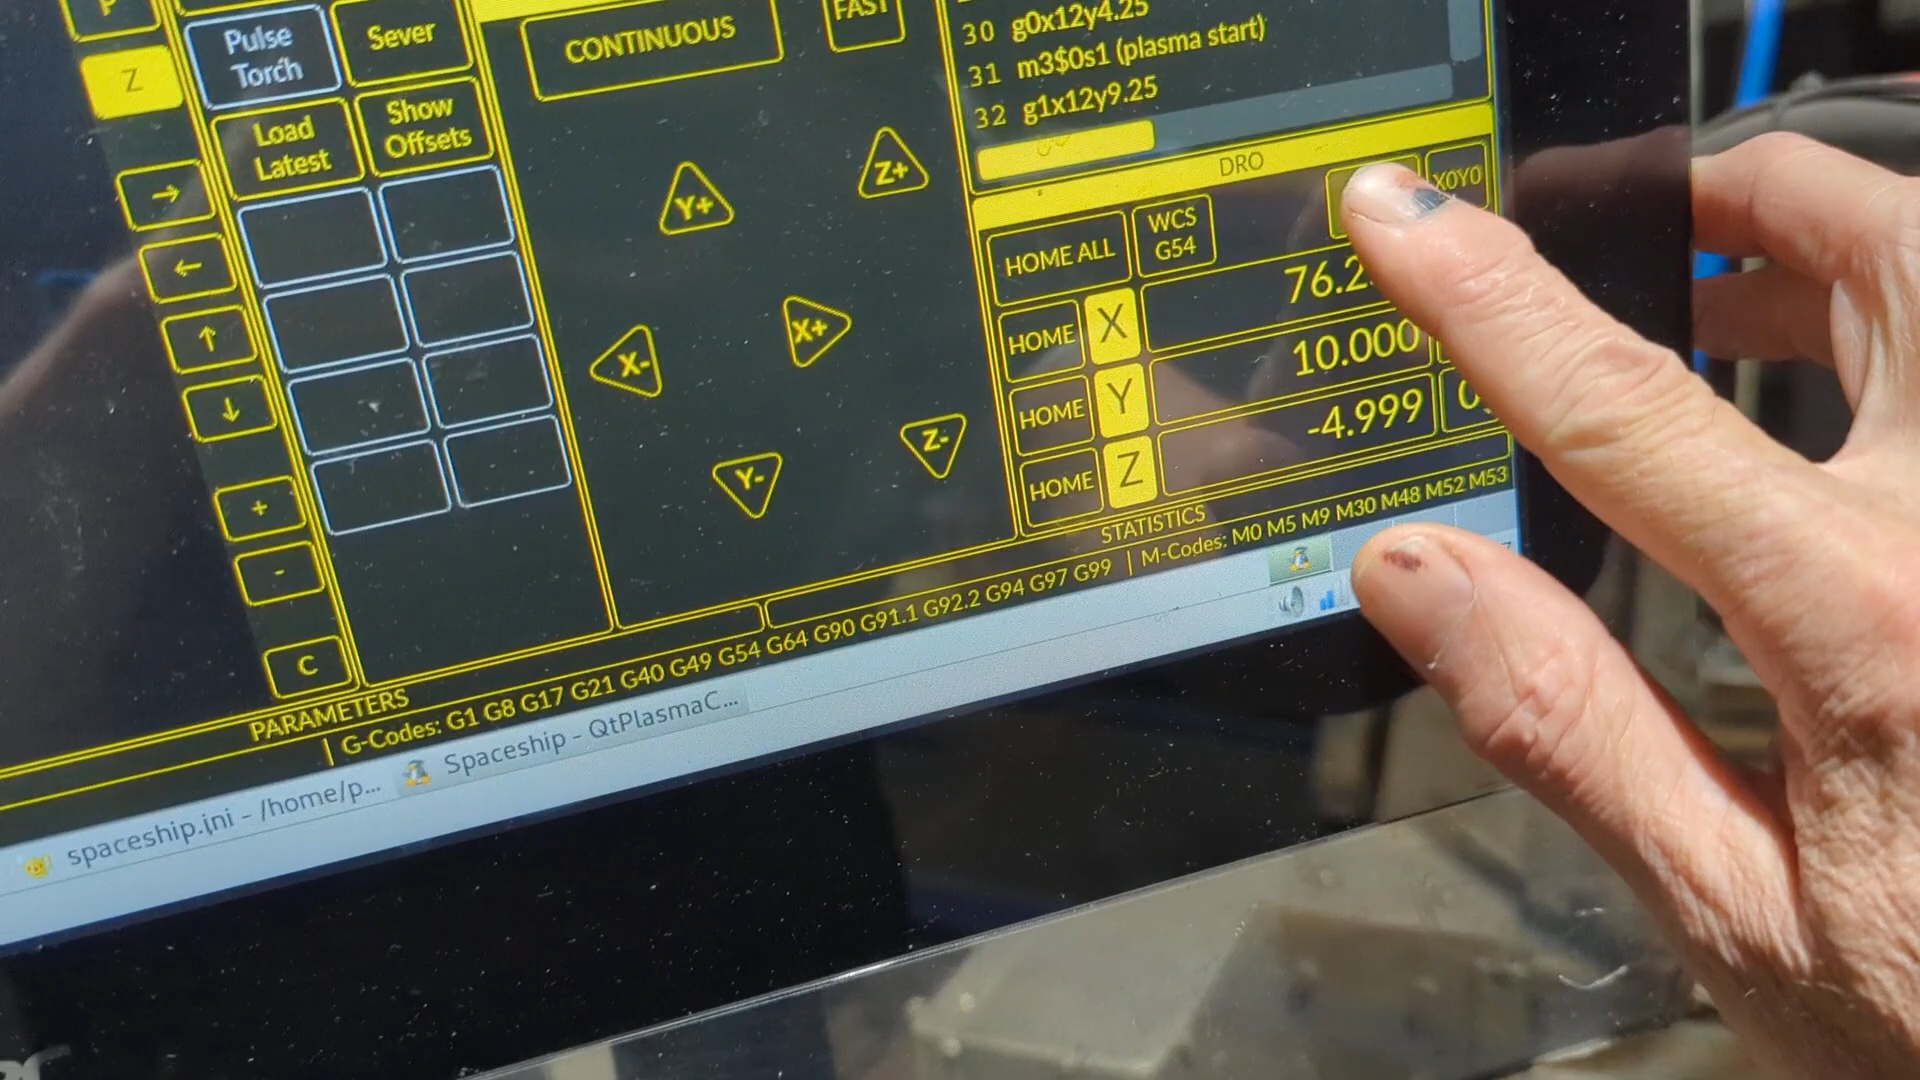 P
Z
→
←
↑
↓
+
-
C
Pulse
Torch
Sever
Load
Latest
Show
Offsets
CONTINUOUS
FAST
Y+
Z+
X-
X+
Y-
Z-
30 g0x12y4.25
31 m3$0s1 (plasma start)
32 g1x12y9.25
DRO
HOME ALL
WCS
G54
X0Y0
HOME X 76.2
HOME Y 10.000
HOME Z -4.999
STATISTICS
PARAMETERS
G-Codes: G1 G8 G17 G21 G40 G49 G54 G64 G90 G91.1 G92.2 G94 G97 G99 | M-Codes: M0 M5 M9 M30 M48 M52 M53
spaceship.ini - /home/p...
Spaceship - QtPlasmaC...